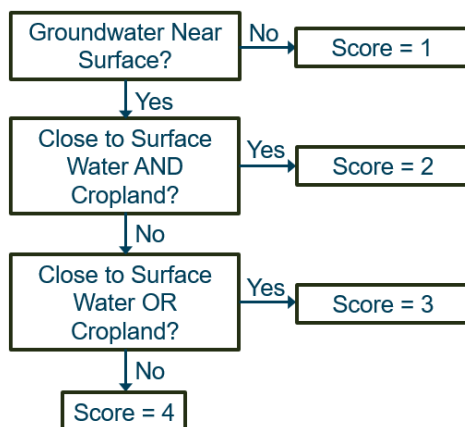 Groundwater Near
Surface?
No
Score = 1
Yes
Close to Surface
Water AND
Cropland?
Yes
Score = 2
No
Close to Surface
Water OR
Cropland?
Yes
Score = 3
No
Score = 4